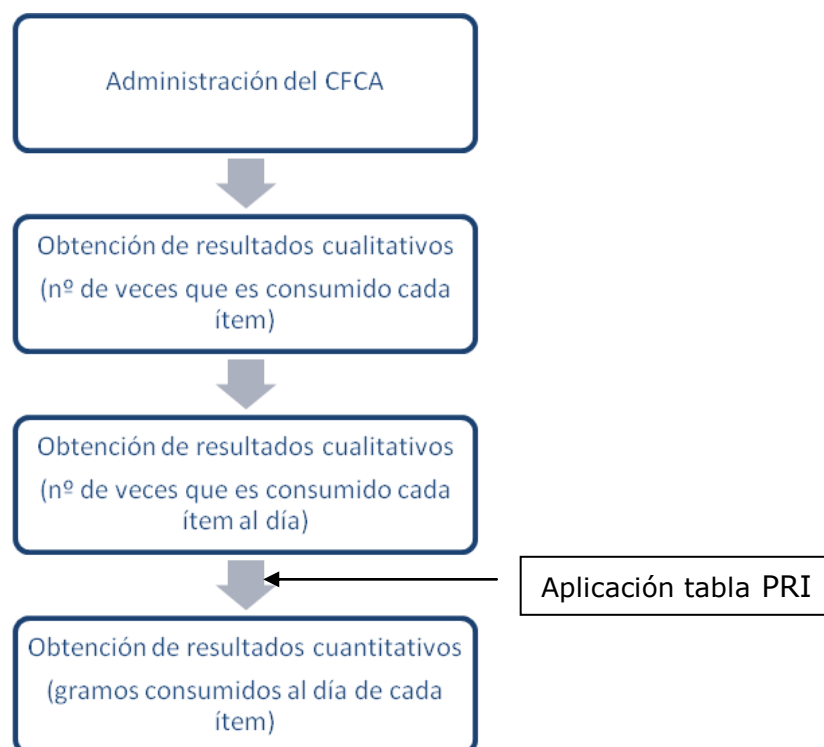 Administración del CFCA
Obtención de resultados cualitativos
(nº de veces que es consumido cada
ítem)
Obtención de resultados cualitativos
(nº de veces que es consumido cada
ítem al día)
Aplicación tabla PRI
Obtención de resultados cuantitativos
(gramos consumidos al día de cada
ítem)